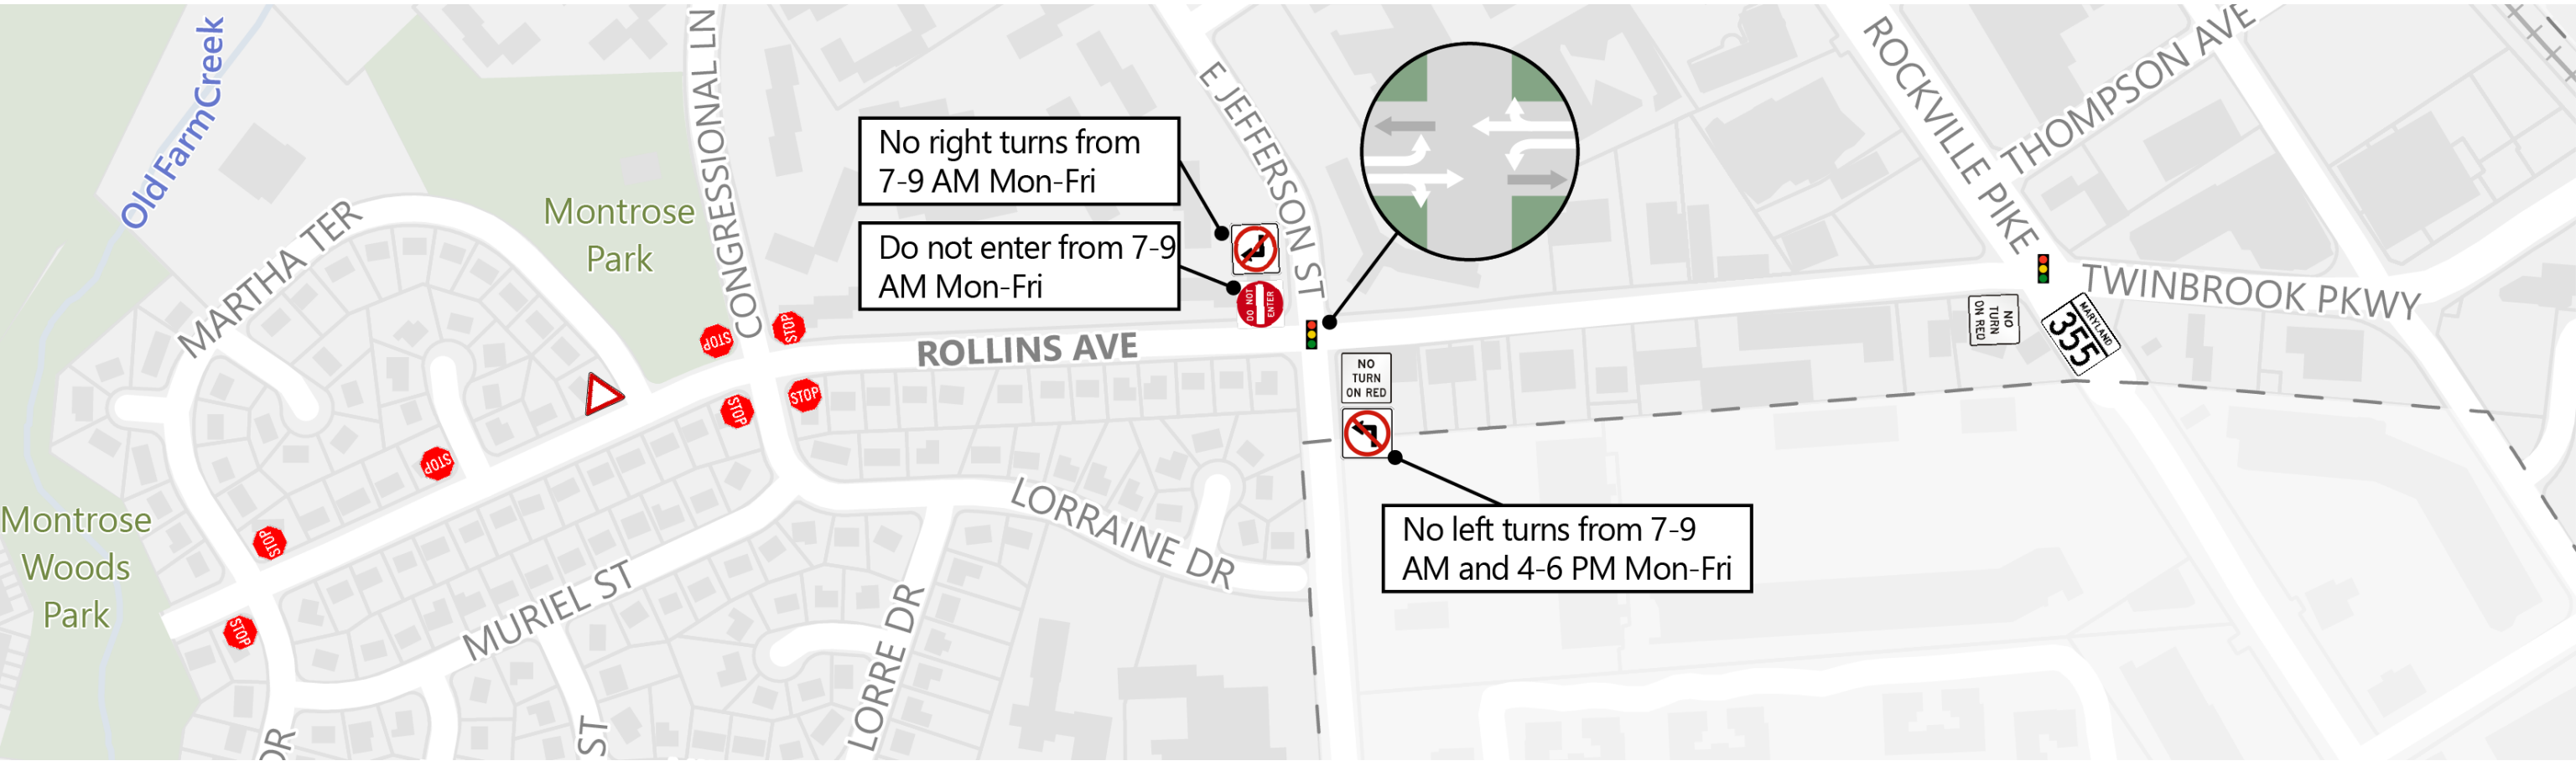 Old Farm Creek
CONGRESSIONAL LN
E JEFFERSON ST
ROCKVILLE PIKE
THOMPSON AVE
No right turns from
7-9 AM Mon-Fri
Do not enter from 7-9
AM Mon-Fri
DO NOT
ENTER
MARTHA TER
Montrose
Park
STOP
STOP
STOP
STOP
ROLLINS AVE
TWINBROOK PKWY
NO
TURN
ON RED
MARYLAND
355
NO
TURN
ON RED
STOP
STOP
STOP
Montrose
Woods
Park
LORRAINE DR
No left turns from 7-9
AM and 4-6 PM Mon-Fri
MURIEL ST
LORRE DR
DR
ST